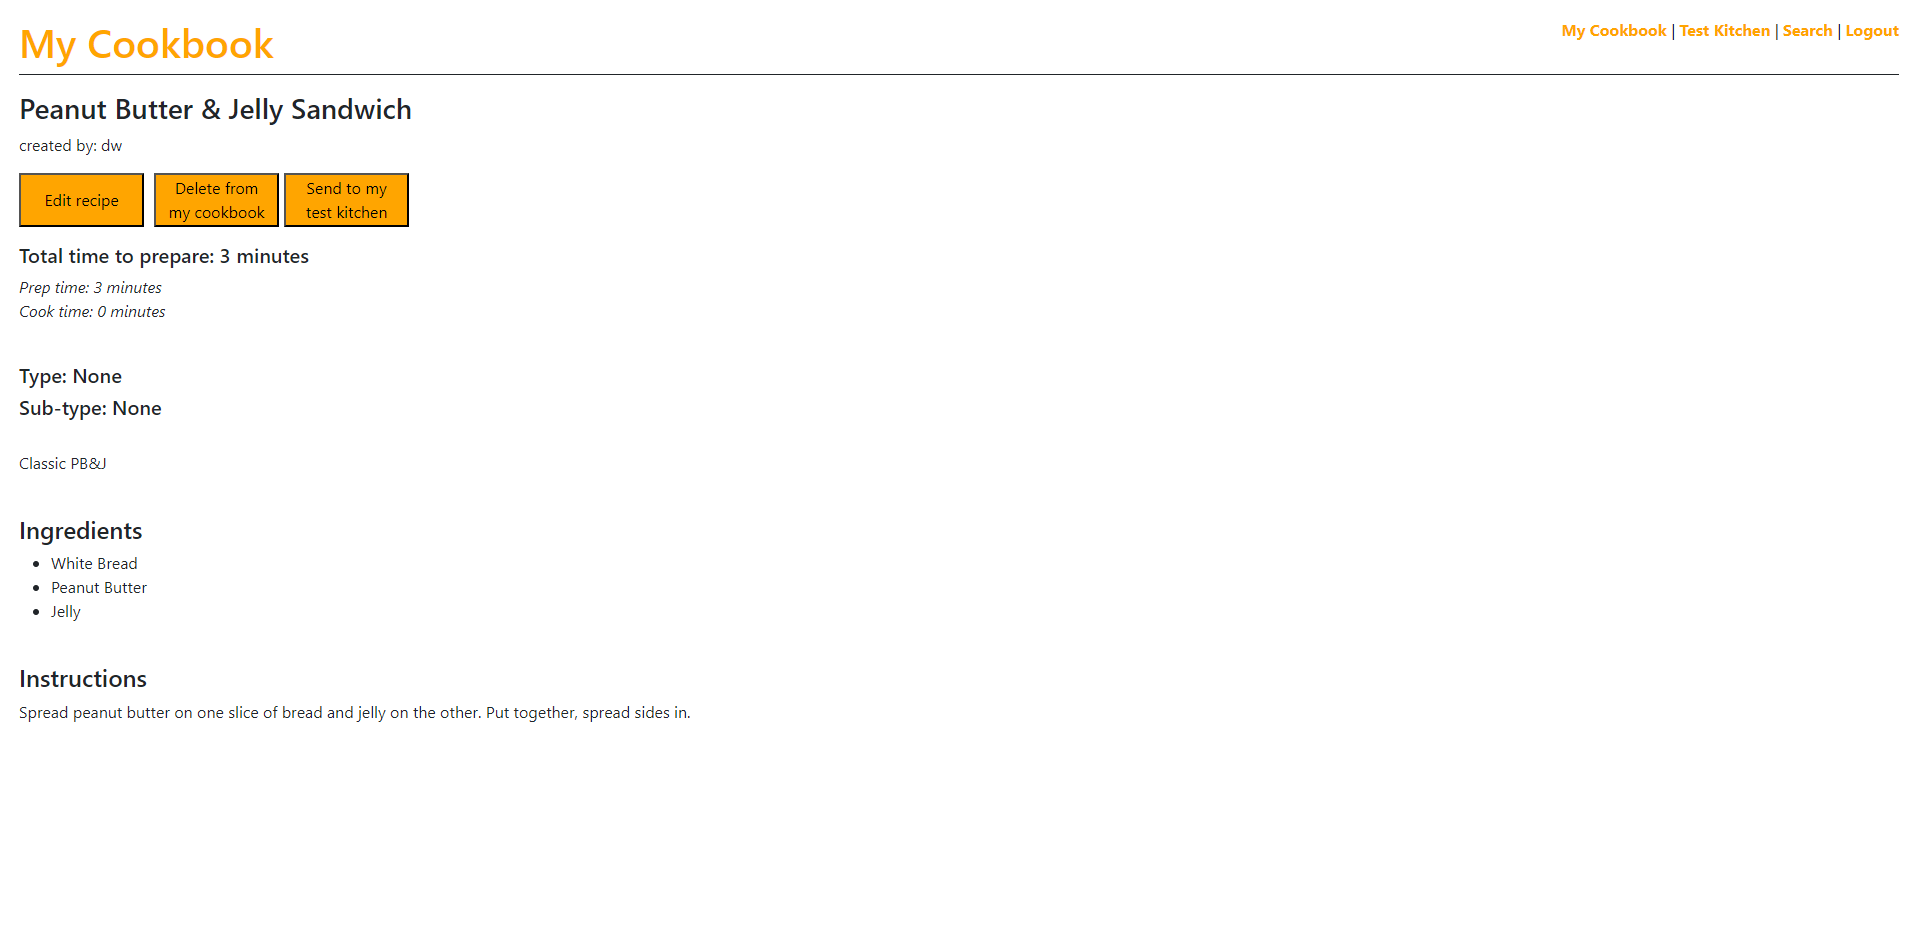 My Cookbook
My Cookbook | Test Kitchen | Search | Logout
Peanut Butter & Jelly Sandwich
created by: dw
Edit recipe
Delete from
my cookbook
Send to my
test kitchen
Total time to prepare: 3 minutes
Prep time: 3 minutes
Cook time: 0 minutes
Type: None
Sub-type: None
Classic PB&J
Ingredients
White Bread
Peanut Butter
Jelly
Instructions
Spread peanut butter on one slice of bread and jelly on the other. Put together, spread sides in.